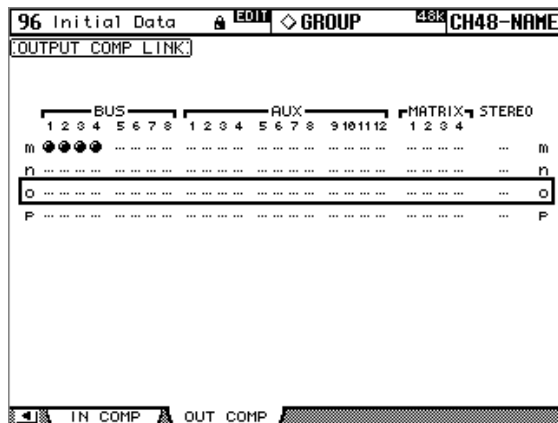 96 Initial Data EDIT GROUP 48k CH48-NAME
OUTPUT COMP LINK
BUS AUX MATRIX STEREO
1 2 3 4 5 6 7 8 1 2 3 4 5 6 7 8 9 10 11 12 1 2 3 4
m m
n n
o o
p p
IN COMP OUT COMP